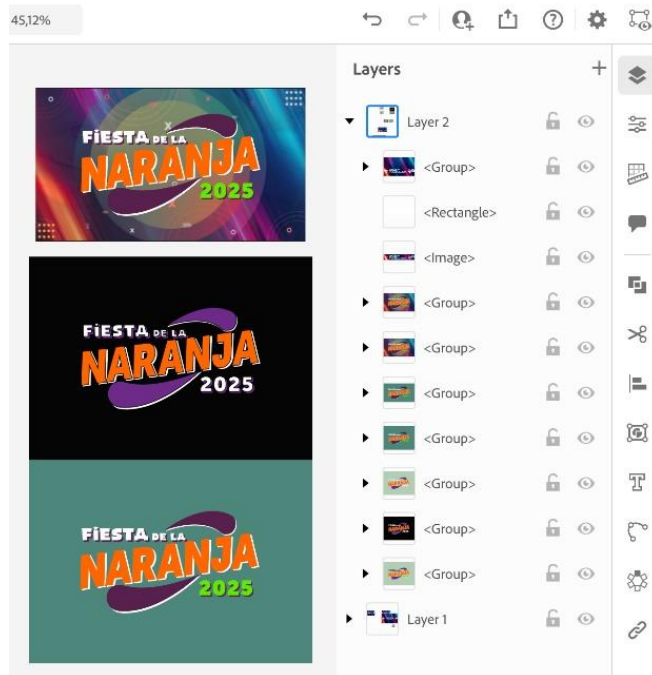 45,12%
FiESTA DE LA
NARANJA
2025
FiESTA DE LA
NARANJA
2025
FiESTA DE LA
NARANJA
2025
Layers
Layer 2
<Group>
<Rectangle>
<Image>
<Group>
<Group>
<Group>
<Group>
<Group>
<Group>
<Group>
Layer 1